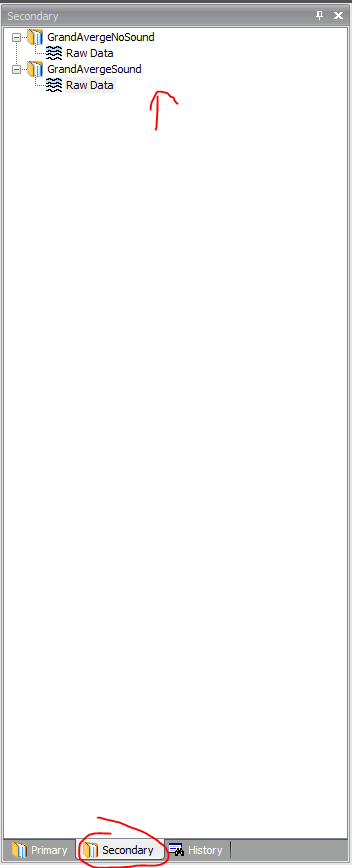 Secondary
GrandAvergeNoSound
Raw Data
GrandAvergeSound
Raw Data
Primary Secondary History